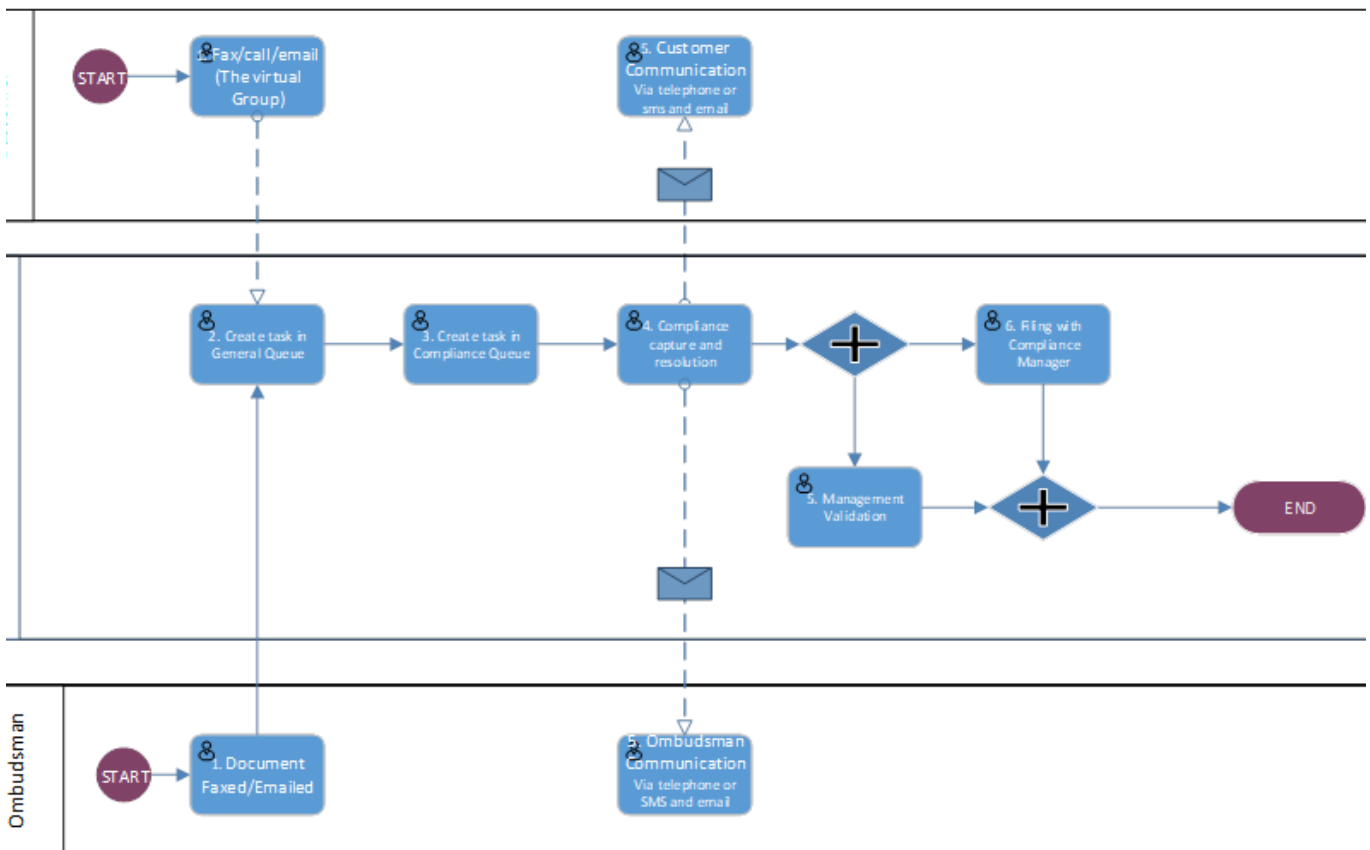 START
Fax/call/email
(The virtual
Group)
5. Customer
Communication
Via telephone or
sms and email
2. Create task in
General Queue
3. Create task in
Compliance Queue
4. Compliance
capture and
resolution
6. Filing with
Compliance
Manager
5. Management
Validation
END
Ombudsman
START
1. Document
Faxed/Emailed
5. Ombudsman
Communication
Via telephone or
SMS and email